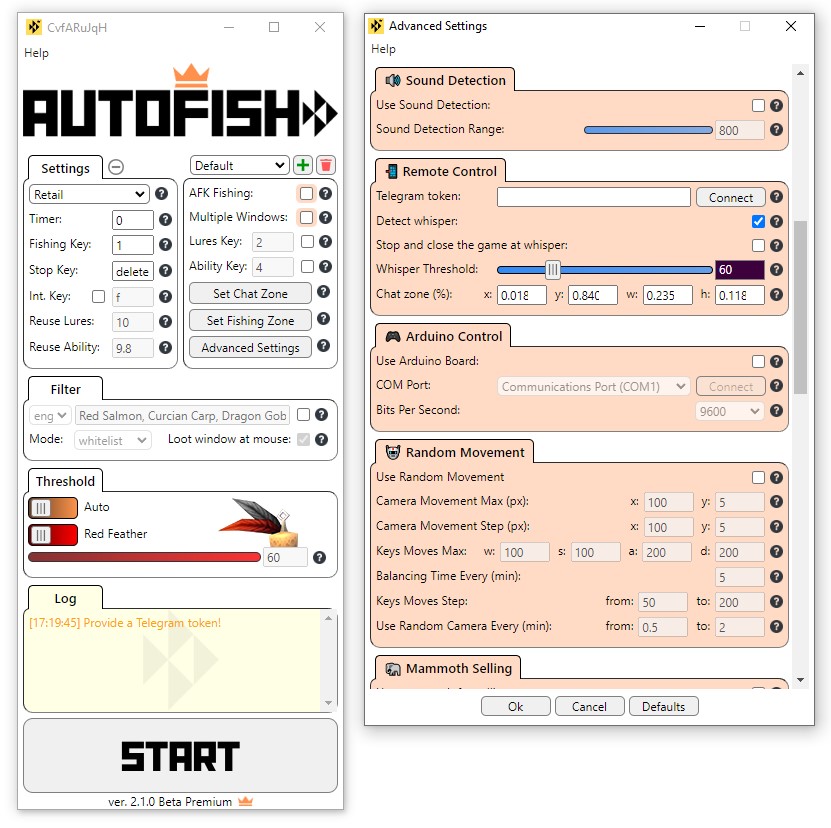 CvfARuJqH
Help
AUTOFISH
Settings
Default
Retail
Timer: 0
Fishing Key: 1
Stop Key: delete
Int. Key: f
Reuse Lures: 10
Reuse Ability: 9.8
AFK Fishing:
Multiple Windows:
Lures Key: 2
Ability Key: 4
Set Chat Zone
Set Fishing Zone
Advanced Settings
Filter
eng Red Salmon, Curcian Carp, Dragon Gob
Mode: whitelist Loot window at mouse:
Threshold
Auto
Red Feather
60
Log
[17:19:45] Provide a Telegram token!
START
ver. 2.1.0 Beta Premium
Advanced Settings
Help
Sound Detection
Use Sound Detection:
Sound Detection Range: 800
Remote Control
Telegram token: Connect
Detect whisper:
Stop and close the game at whisper:
Whisper Threshold: 60
Chat zone (%): x: 0.018 y: 0.840 w: 0.235 h: 0.118
Arduino Control
Use Arduino Board:
COM Port: Communications Port (COM1) Connect
Bits Per Second: 9600
Random Movement
Use Random Movement
Camera Movement Max (px): x: 100 y: 5
Camera Movement Step (px): x: 100 y: 5
Keys Moves Max: w: 100 s: 100 a: 200 d: 200
Balancing Time Every (min): 5
Keys Moves Step: from: 50 to: 200
Use Random Camera Every (min): from: 0.5 to: 2
Mammoth Selling
Ok Cancel Defaults